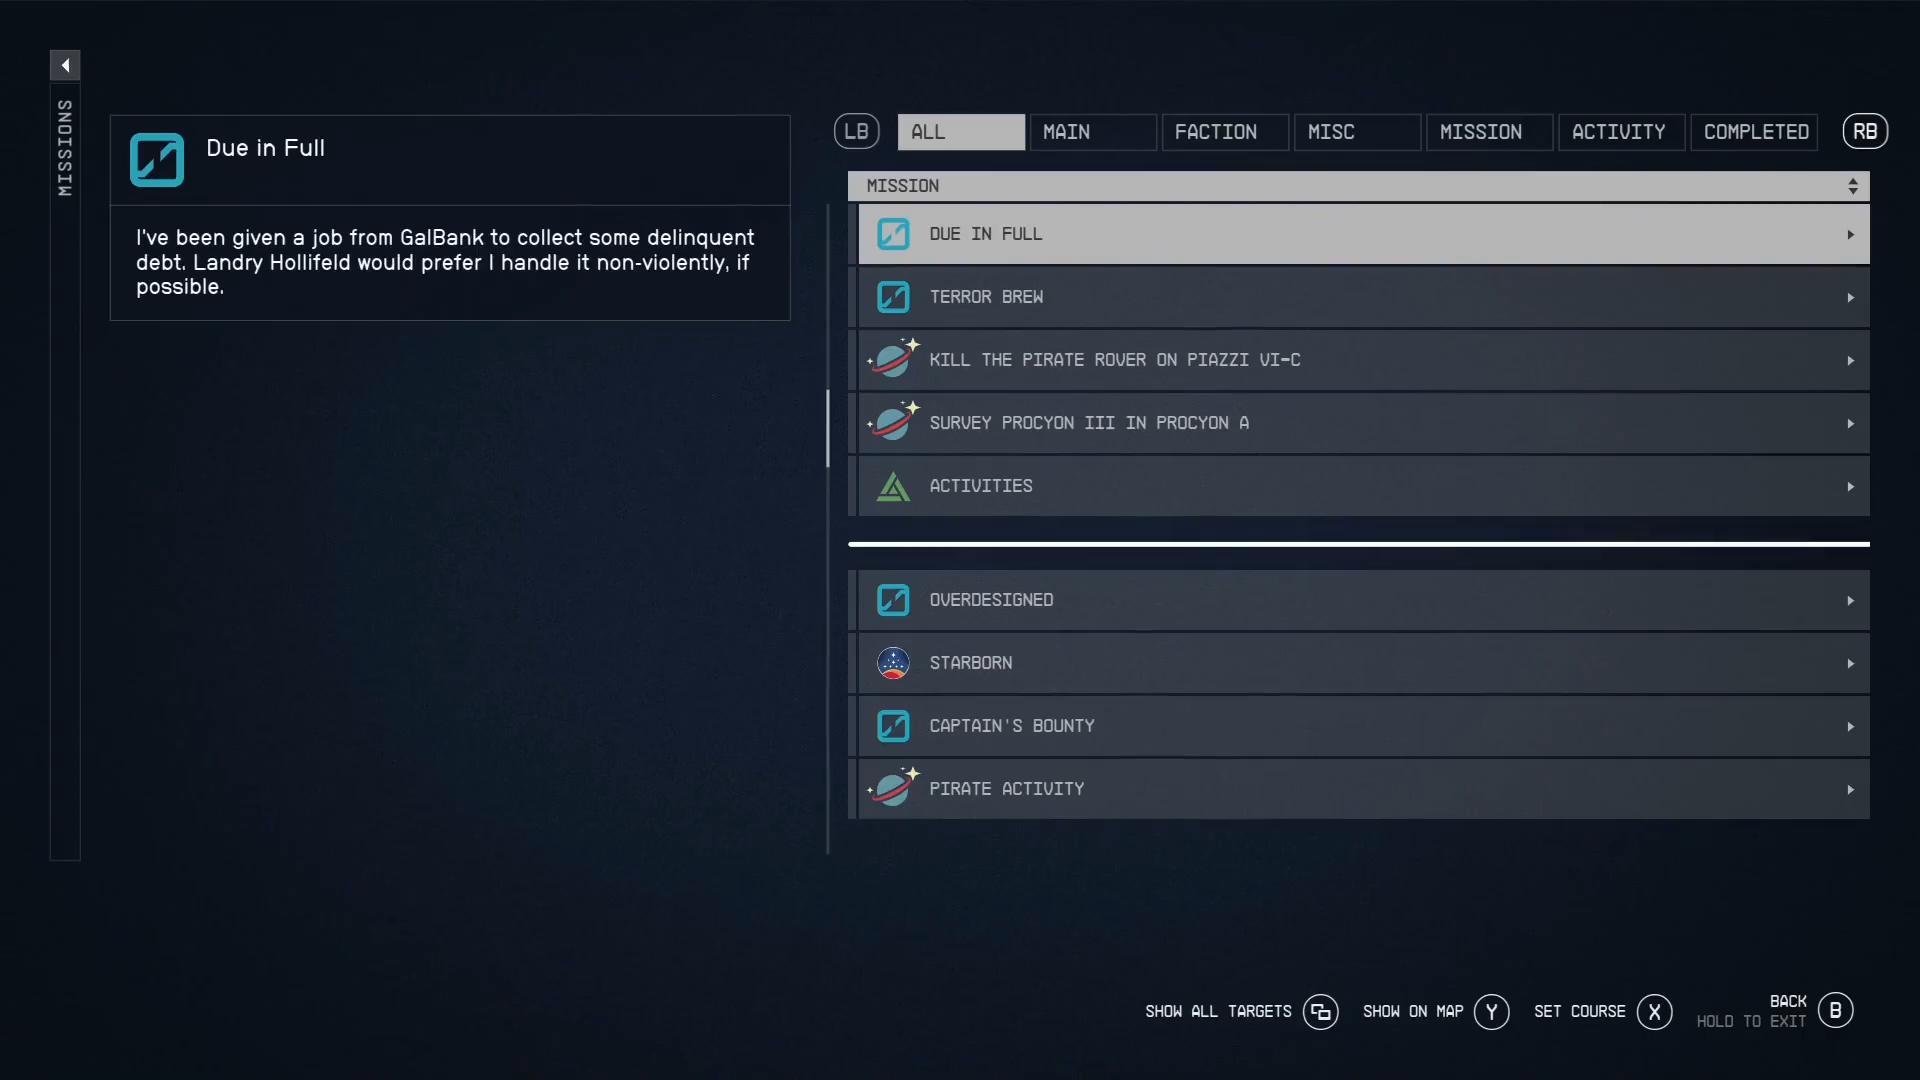 MISSIONS
Due in Full
I've been given a job from GalBank to collect some delinquent
debt. Landry Hollifeld would prefer I handle it non-violently, if
possible.
LB ALL MAIN FACTION MISC MISSION ACTIVITY COMPLETED RB
MISSION
DUE IN FULL
TERROR BREW
KILL THE PIRATE ROVER ON PIAZZI VI-C
SURVEY PROCYON III IN PROCYON A
ACTIVITIES
OVERDESIGNED
STARBORN
CAPTAIN'S BOUNTY
PIRATE ACTIVITY
SHOW ALL TARGETS SHOW ON MAP Y SET COURSE X BACK B
HOLD TO EXIT